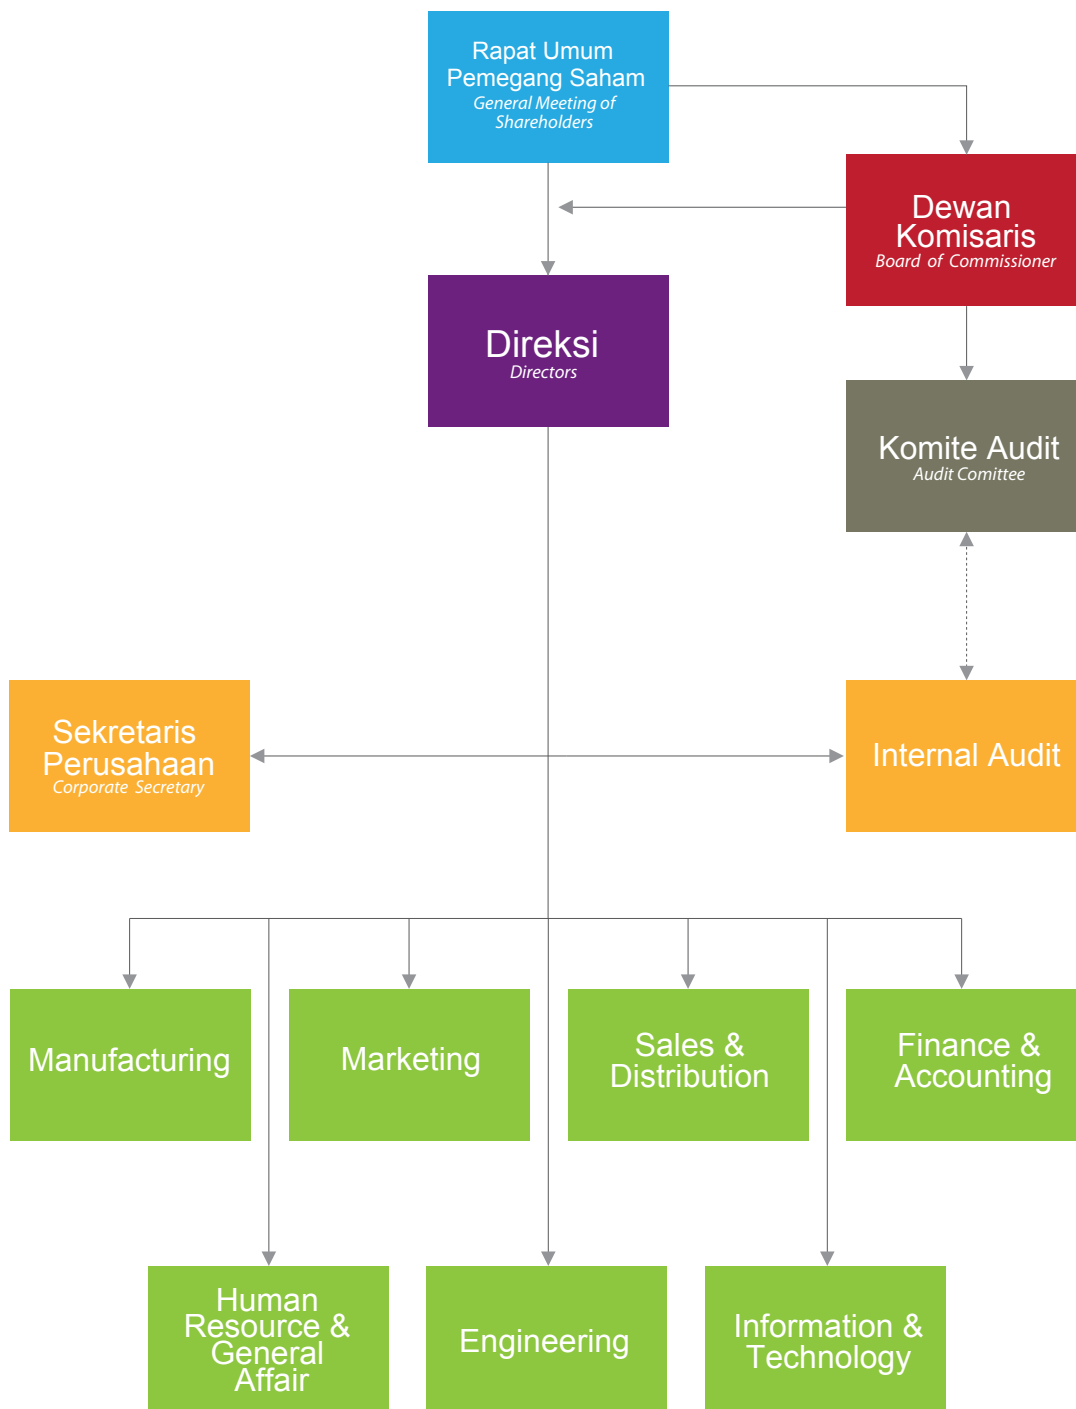 Rapat Umum
Pemegang Saham
General Meeting of
Shareholders
Dewan
Komisaris
Board of Commissioner
Direksi
Directors
Komite Audit
Audit Comittee
Sekretaris
Perusahaan
Corporate Secretary
Internal Audit
Manufacturing
Marketing
Sales &
Distribution
Finance &
Accounting
Human
Resource &
General
Affair
Engineering
Information &
Technology